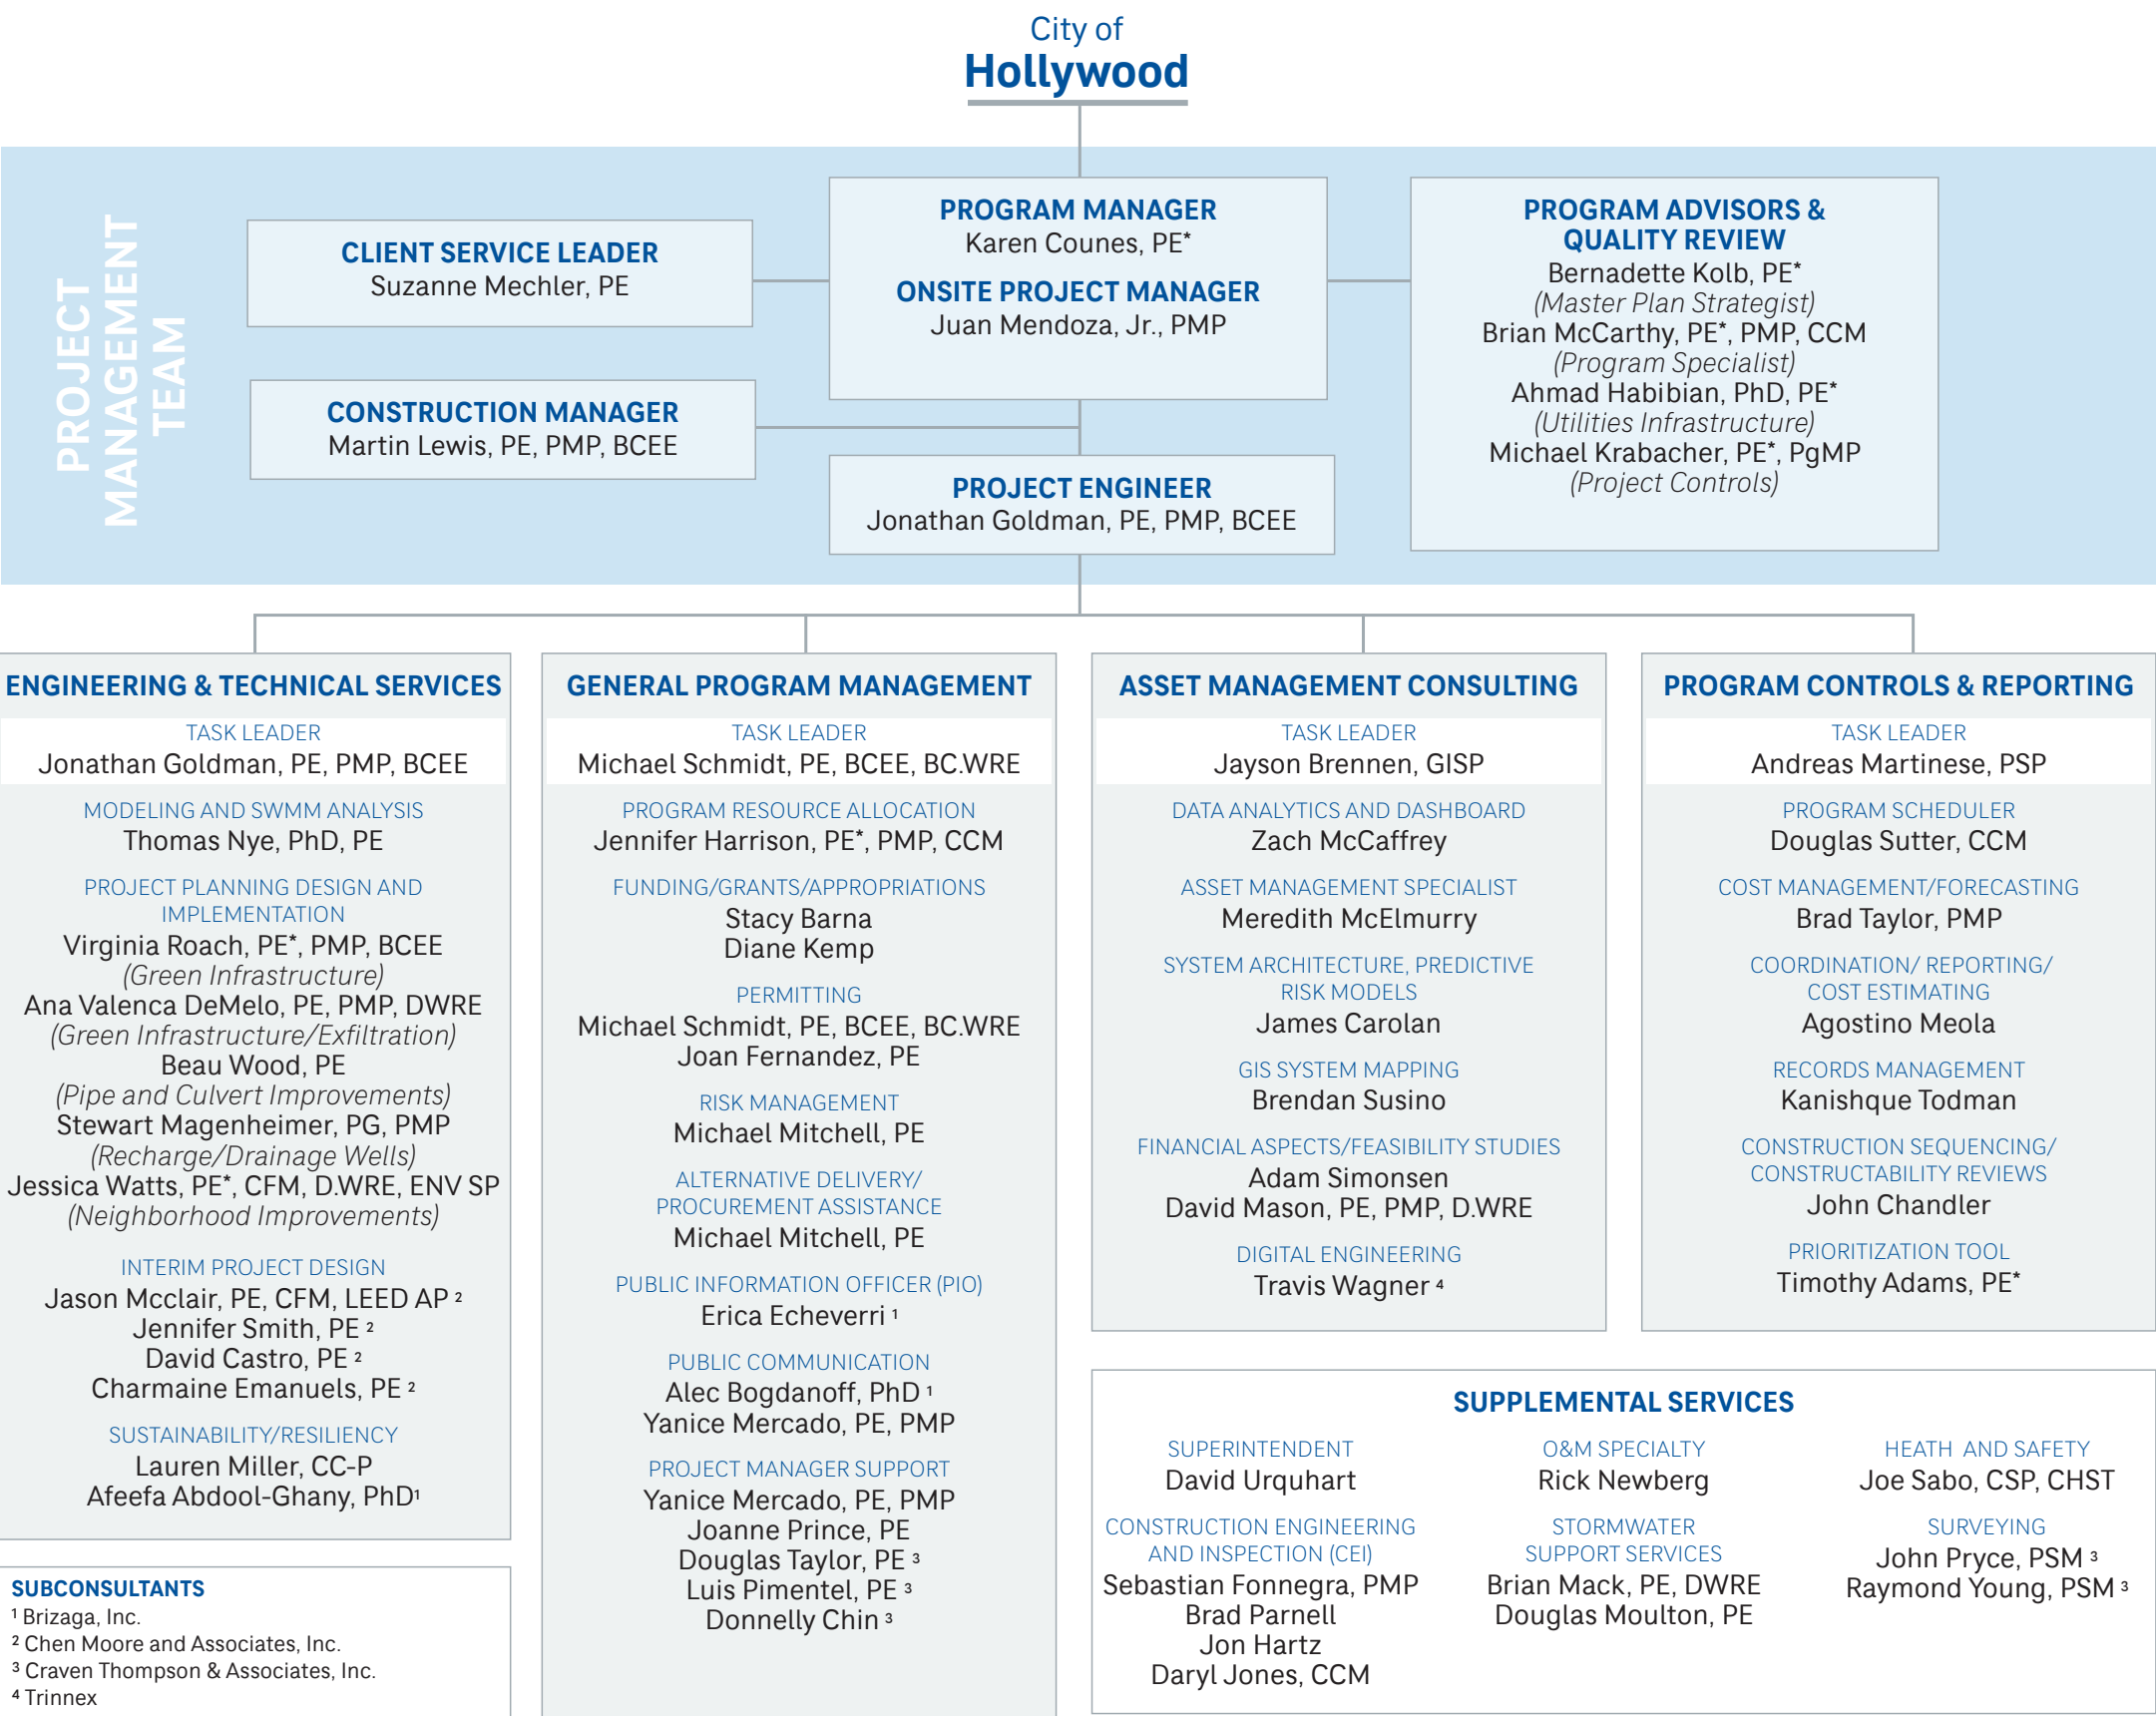 City of
Hollywood
PROJECT
MANAGEMENT
TEAM
CLIENT SERVICE LEADER
Suzanne Mechler, PE
PROGRAM MANAGER
Karen Counes, PE*
ONSITE PROJECT MANAGER
Juan Mendoza, Jr., PMP
PROGRAM ADVISORS &
QUALITY REVIEW
Bernadette Kolb, PE*
(Master Plan Strategist)
Brian McCarthy, PE*, PMP, CCM
(Program Specialist)
Ahmad Habibian, PhD, PE*
(Utilities Infrastructure)
Michael Krabacher, PE*, PgMP
(Project Controls)
CONSTRUCTION MANAGER
Martin Lewis, PE, PMP, BCEE
PROJECT ENGINEER
Jonathan Goldman, PE, PMP, BCEE
ENGINEERING & TECHNICAL SERVICES
TASK LEADER
Jonathan Goldman, PE, PMP, BCEE
MODELING AND SWMM ANALYSIS
Thomas Nye, PhD, PE
PROJECT PLANNING DESIGN AND
IMPLEMENTATION
Virginia Roach, PE*, PMP, BCEE
(Green Infrastructure)
Ana Valenca DeMelo, PE, PMP, DWRE
(Green Infrastructure/Exfiltration)
Beau Wood, PE
(Pipe and Culvert Improvements)
Stewart Magenheimer, PG, PMP
(Recharge/Drainage Wells)
Jessica Watts, PE*, CFM, D.WRE, ENV SP
(Neighborhood Improvements)
INTERIM PROJECT DESIGN
Jason Mcclair, PE, CFM, LEED AP ²
Jennifer Smith, PE ²
David Castro, PE ²
Charmaine Emanuels, PE ²
SUSTAINABILITY/RESILIENCY
Lauren Miller, CC-P
Afeefa Abdool-Ghany, PhD¹
SUBCONSULTANTS
¹ Brizaga, Inc.
² Chen Moore and Associates, Inc.
³ Craven Thompson & Associates, Inc.
⁴ Trinnex
GENERAL PROGRAM MANAGEMENT
TASK LEADER
Michael Schmidt, PE, BCEE, BC.WRE
PROGRAM RESOURCE ALLOCATION
Jennifer Harrison, PE*, PMP, CCM
FUNDING/GRANTS/APPROPRIATIONS
Stacy Barna
Diane Kemp
PERMITTING
Michael Schmidt, PE, BCEE, BC.WRE
Joan Fernandez, PE
RISK MANAGEMENT
Michael Mitchell, PE
ALTERNATIVE DELIVERY/
PROCUREMENT ASSISTANCE
Michael Mitchell, PE
PUBLIC INFORMATION OFFICER (PIO)
Erica Echeverri ¹
PUBLIC COMMUNICATION
Alec Bogdanoff, PhD ¹
Yanice Mercado, PE, PMP
PROJECT MANAGER SUPPORT
Yanice Mercado, PE, PMP
Joanne Prince, PE
Douglas Taylor, PE ³
Luis Pimentel, PE ³
Donnelly Chin ³
ASSET MANAGEMENT CONSULTING
TASK LEADER
Jayson Brennen, GISP
DATA ANALYTICS AND DASHBOARD
Zach McCaffrey
ASSET MANAGEMENT SPECIALIST
Meredith McElmurry
SYSTEM ARCHITECTURE, PREDICTIVE
RISK MODELS
James Carolan
GIS SYSTEM MAPPING
Brendan Susino
FINANCIAL ASPECTS/FEASIBILITY STUDIES
Adam Simonsen
David Mason, PE, PMP, D.WRE
DIGITAL ENGINEERING
Travis Wagner ⁴
PROGRAM CONTROLS & REPORTING
TASK LEADER
Andreas Martinese, PSP
PROGRAM SCHEDULER
Douglas Sutter, CCM
COST MANAGEMENT/FORECASTING
Brad Taylor, PMP
COORDINATION/ REPORTING/
COST ESTIMATING
Agostino Meola
RECORDS MANAGEMENT
Kanishque Todman
CONSTRUCTION SEQUENCING/
CONSTRUCTABILITY REVIEWS
John Chandler
PRIORITIZATION TOOL
Timothy Adams, PE*
SUPPLEMENTAL SERVICES
SUPERINTENDENT
David Urquhart
CONSTRUCTION ENGINEERING
AND INSPECTION (CEI)
Sebastian Fonnegra, PMP
Brad Parnell
Jon Hartz
Daryl Jones, CCM
O&M SPECIALTY
Rick Newberg
STORMWATER
SUPPORT SERVICES
Brian Mack, PE, DWRE
Douglas Moulton, PE
HEATH AND SAFETY
Joe Sabo, CSP, CHST
SURVEYING
John Pryce, PSM ³
Raymond Young, PSM ³